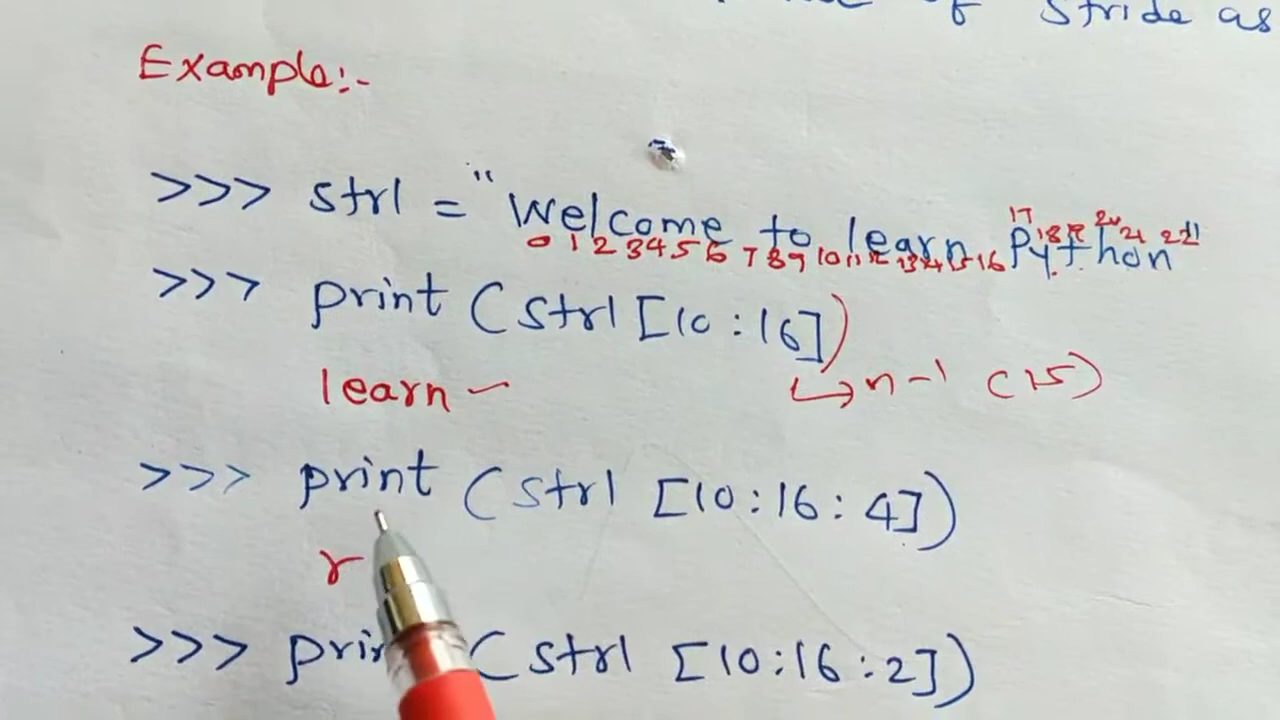 of stride as
Example:-
>>> str1 = "Welcome to learn Python"
0 1 2 3 4 5 6 7 8 9 10 11 12 13 14 15 16 17 18 19 20 21 22
>>> print (str1 [10:16])
learn n-1 (15)
>>> print (str1 [10:16:4])
r
>>> (str1 [10:16:2])